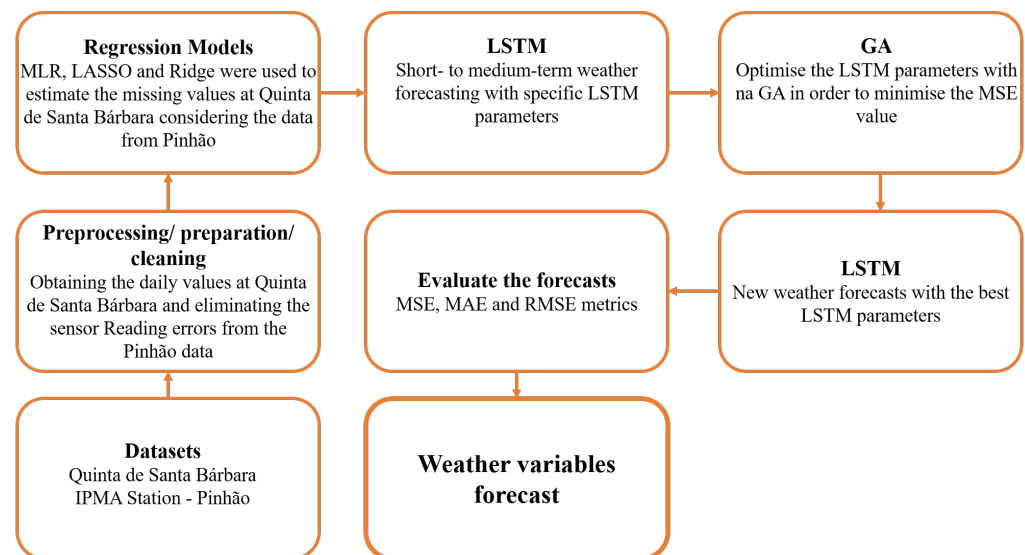 Regression Models
MLR, LASSO and Ridge were used to
estimate the missing values at Quinta
de Santa Bárbara considering the data
from Pinhão
LSTM
Short- to medium-term weather
forecasting with specific LSTM
parameters
GA
Optimise the LSTM parameters with
na GA in order to minimise the MSE
value
Preprocessing/ preparation/
cleaning
Obtaining the daily values at Quinta
de Santa Bárbara and eliminating the
sensor Reading errors from the
Pinhão data
Evaluate the forecasts
MSE, MAE and RMSE metrics
LSTM
New weather forecasts with the best
LSTM parameters
Datasets
Quinta de Santa Bárbara
IPMA Station - Pinhão
Weather variables
forecast